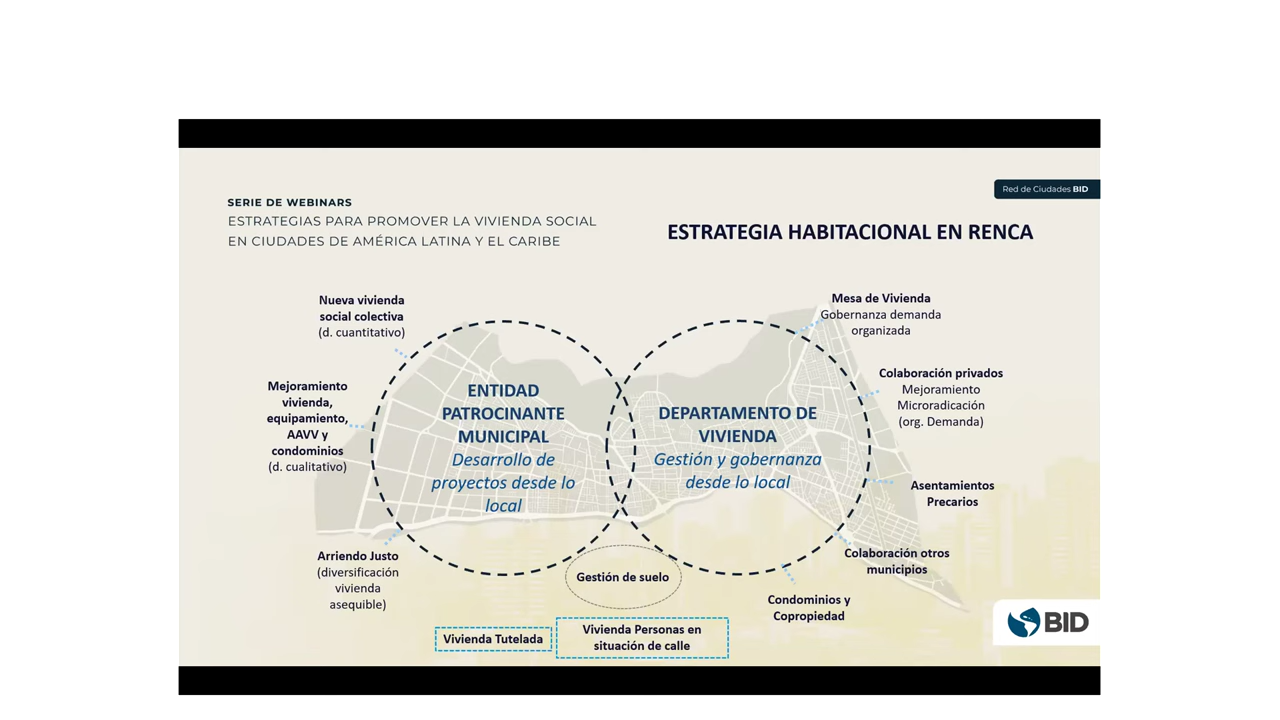 SERIE DE WEBINARS
ESTRATEGIAS PARA PROMOVER LA VIVIENDA SOCIAL
EN CIUDADES DE AMÉRICA LATINA Y EL CARIBE
Red de Ciudades BID
ESTRATEGIA HABITACIONAL EN RENCA
Nueva vivienda
social colectiva
(d. cuantitativo)
Mejoramiento
vivienda,
equipamiento,
AAVV y
condominios
(d. cualitativo)
Arriendo Justo
(diversificación
vivienda
asequible)
ENTIDAD
PATROCINANTE
MUNICIPAL
Desarrollo de
proyectos desde lo
local
DEPARTAMENTO DE
VIVIENDA
Gestión y gobernanza
desde lo local
Mesa de Vivienda
Gobernanza demanda
organizada
Colaboración privados
Mejoramiento
Microradicación
(org. Demanda)
Asentamientos
Precarios
Colaboración otros
municipios
Condominios y
Copropiedad
Gestión de suelo
Vivienda Tutelada
Vivienda Personas en
situación de calle
BID